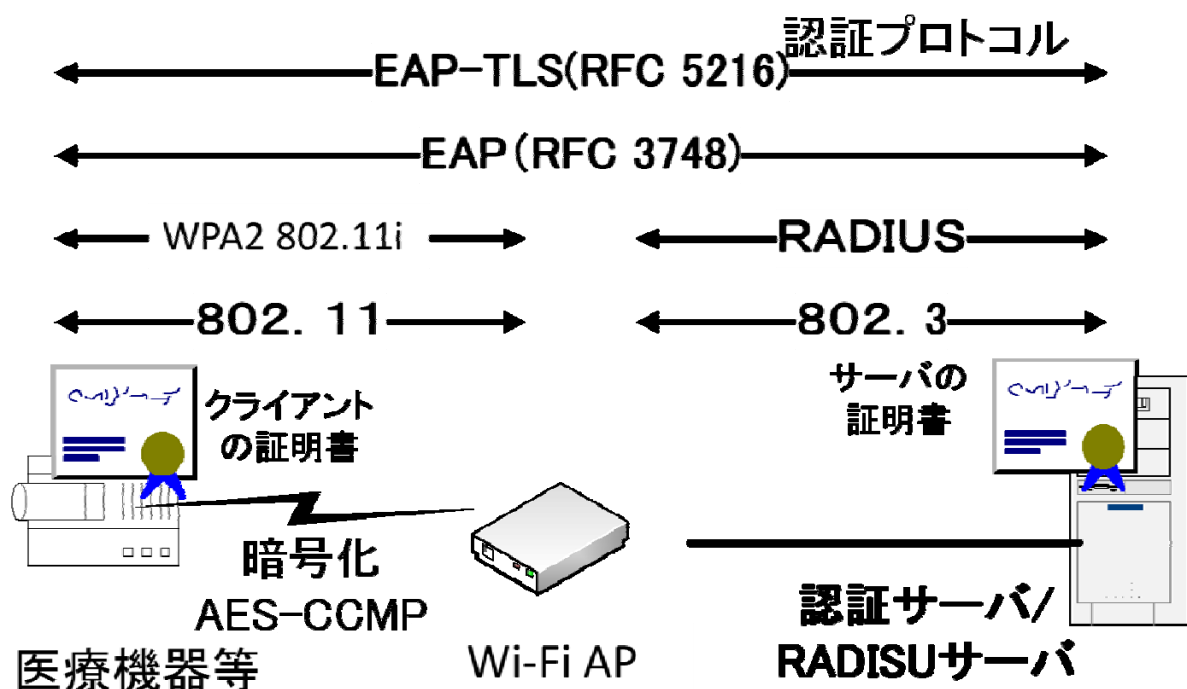 認証プロトコル
EAP-TLS(RFC 5216)
EAP(RFC 3748)
WPA2 802.11i
RADIUS
802. 11
802. 3
クライアント
の証明書
サーバの
証明書
暗号化
AES-CCMP
医療機器等
Wi-Fi AP
認証サーバ/
RADISUサーバ